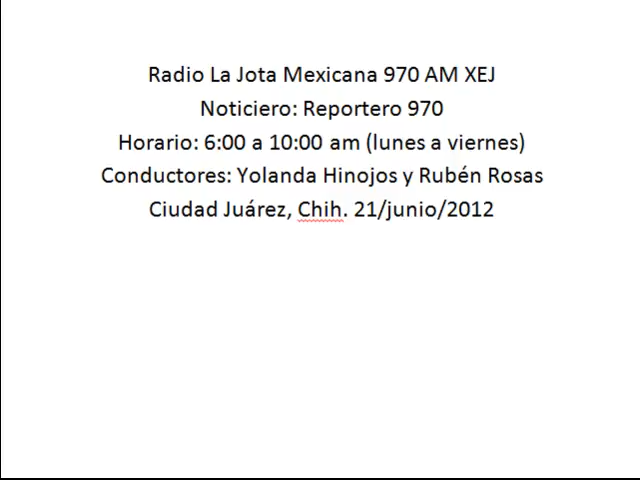 Radio La Jota Mexicana 970 AM XEJ
Noticiero: Reportero 970
Horario: 6:00 a 10:00 am (lunes a viernes)
Conductores: Yolanda Hinojos y Rubén Rosas
Ciudad Juárez, Chih. 21/junio/2012